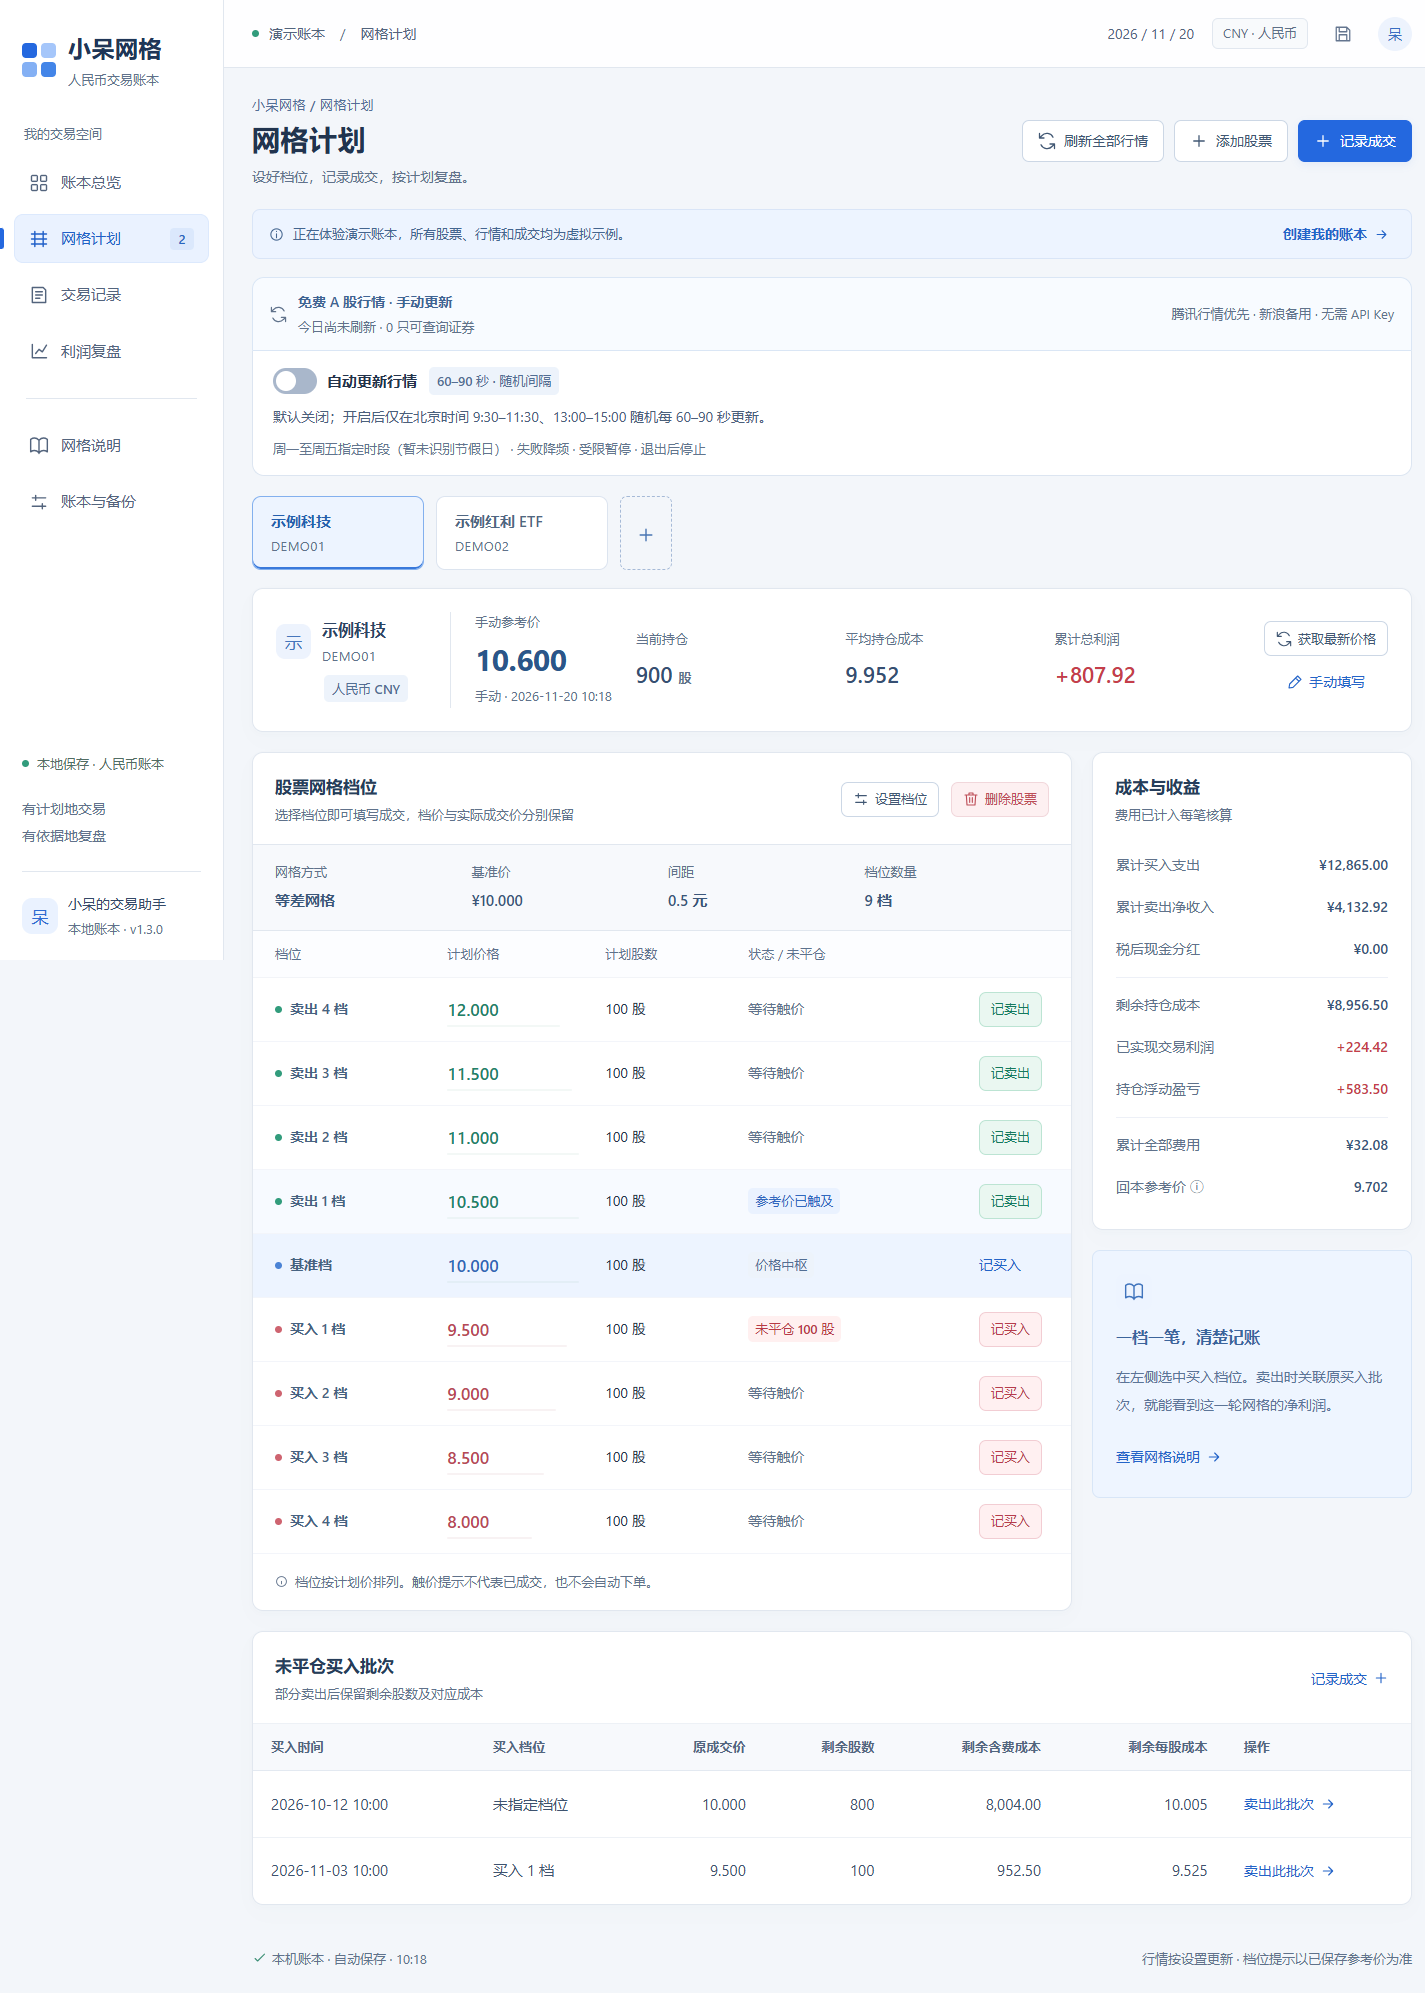 小呆网格
人民币交易账本
我的交易空间
账本总览
网格计划 2
交易记录
利润复盘
网格说明
账本与备份
本地保存 · 人民币账本
有计划地交易
有依据地复盘
呆
小呆的交易助手
本地账本 · v1.3.0
演示账本 / 网格计划
2026 / 11 / 20
CNY · 人民币
呆
小呆网格 / 网格计划
网格计划
设好档位，记录成交，按计划复盘。
刷新全部行情
添加股票
记录成交
正在体验演示账本，所有股票、行情和成交均为虚拟示例。
创建我的账本 →
免费 A 股行情 · 手动更新
今日尚未刷新 · 0 只可查询证券
腾讯行情优先 · 新浪备用 · 无需 API Key
自动更新行情 60–90 秒 · 随机间隔
默认关闭；开启后仅在北京时间 9:30–11:30、13:00–15:00 随机每 60–90 秒更新。
周一至周五指定时段（暂未识别节假日） · 失败降频 · 受限暂停 · 退出后停止
示例科技
DEMO01
示例红利 ETF
DEMO02
+
示
示例科技
DEMO01
人民币 CNY
手动参考价
10.600
手动 · 2026-11-20 10:18
当前持仓
900 股
平均持仓成本
9.952
累计总利润
+807.92
获取最新价格
手动填写
股票网格档位
选择档位即可填写成交，档价与实际成交价分别保留
设置档位
删除股票
网格方式 基准价 间距 档位数量
等差网格 ¥10.000 0.5 元 9 档
档位 计划价格 计划股数 状态 / 未平仓
卖出 4 档 12.000 100 股 等待触价 记卖出
卖出 3 档 11.500 100 股 等待触价 记卖出
卖出 2 档 11.000 100 股 等待触价 记卖出
卖出 1 档 10.500 100 股 参考价已触及 记卖出
基准档 10.000 100 股 价格中枢 记买入
买入 1 档 9.500 100 股 未平仓 100 股 记买入
买入 2 档 9.000 100 股 等待触价 记买入
买入 3 档 8.500 100 股 等待触价 记买入
买入 4 档 8.000 100 股 等待触价 记买入
档位按计划价排列。触价提示不代表已成交，也不会自动下单。
成本与收益
费用已计入每笔核算
累计买入支出 ¥12,865.00
累计卖出净收入 ¥4,132.92
税后现金分红 ¥0.00
剩余持仓成本 ¥8,956.50
已实现交易利润 +224.42
持仓浮动盈亏 +583.50
累计全部费用 ¥32.08
回本参考价 9.702
一档一笔，清楚记账
在左侧选中买入档位。卖出时关联原买入批
次，就能看到这一轮网格的净利润。
查看网格说明 →
未平仓买入批次
部分卖出后保留剩余股数及对应成本
记录成交 +
买入时间 买入档位 原成交价 剩余股数 剩余含费成本 剩余每股成本 操作
2026-10-12 10:00 未指定档位 10.000 800 8,004.00 10.005 卖出此批次 →
2026-11-03 10:00 买入 1 档 9.500 100 952.50 9.525 卖出此批次 →
本机账本 · 自动保存 · 10:18
行情按设置更新 · 档位提示以已保存参考价为准